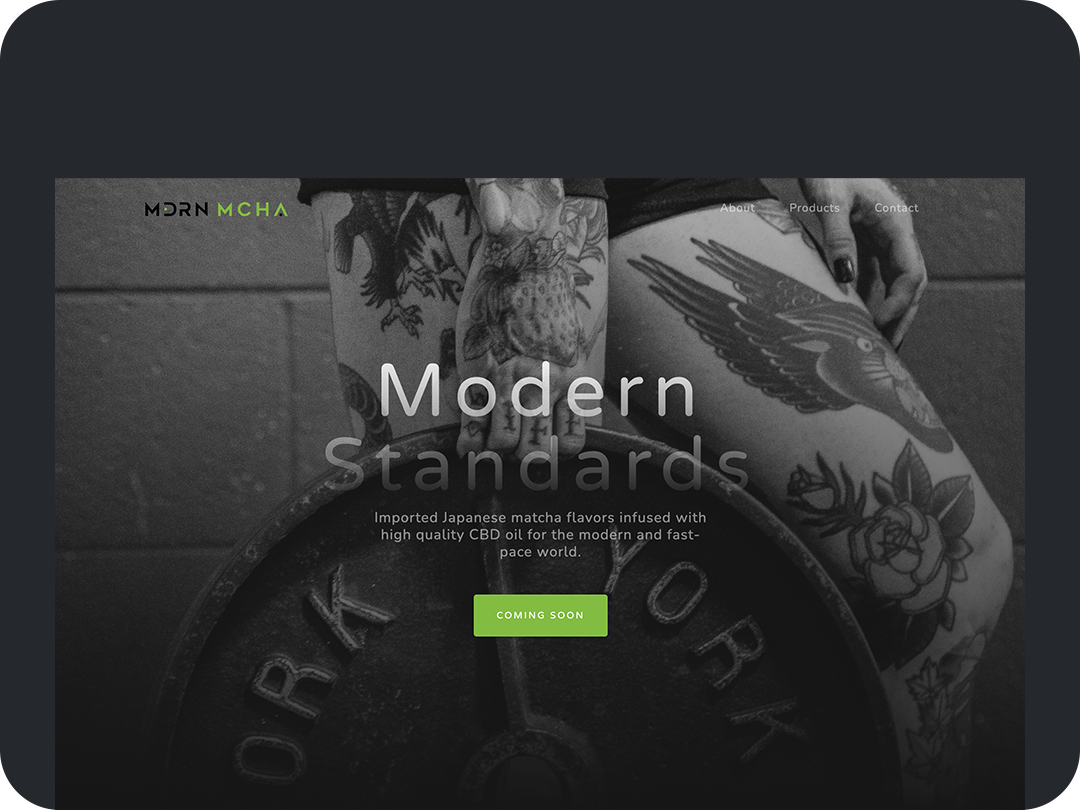 MDRN MCHA
About Products Contact
Modern
Standards
Imported Japanese matcha flavors infused with
high quality CBD oil for the modern and fast-
pace world.
COMING SOON
YORK
YORK